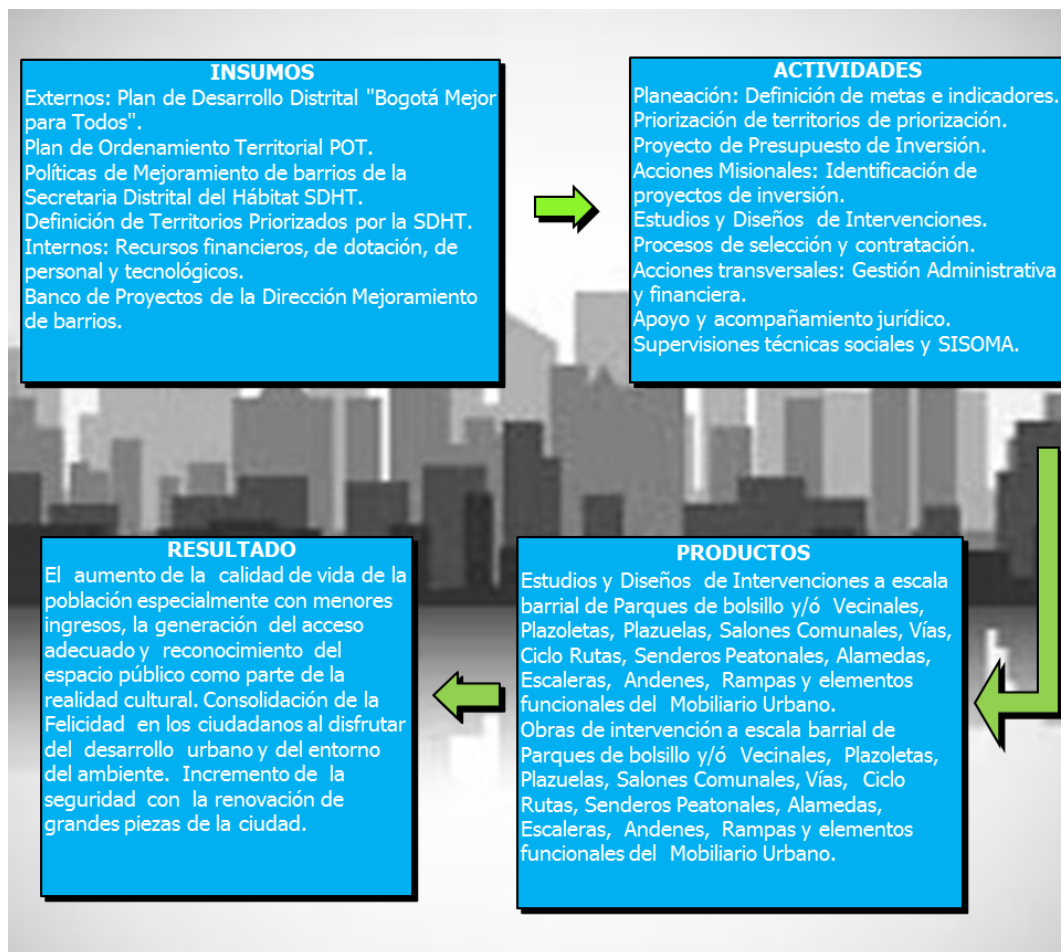 INSUMOS
Externos: Plan de Desarrollo Distrital "Bogotá Mejor
para Todos".
Plan de Ordenamiento Territorial POT.
Políticas de Mejoramiento de barrios de la
Secretaria Distrital del Hábitat SDHT.
Definición de Territorios Priorizados por la SDHT.
Internos: Recursos financieros, de dotación, de
personal y tecnológicos.
Banco de Proyectos de la Dirección Mejoramiento
de barrios.
ACTIVIDADES
Planeación: Definición de metas e indicadores.
Priorización de territorios de priorización.
Proyecto de Presupuesto de Inversión.
Acciones Misionales: Identificación de
proyectos de inversión.
Estudios y Diseños de Intervenciones.
Procesos de selección y contratación.
Acciones transversales: Gestión Administrativa
y financiera.
Apoyo y acompañamiento jurídico.
Supervisiones técnicas sociales y SISOMA.
RESULTADO
El aumento de la calidad de vida de la
población especialmente con menores
ingresos, la generación del acceso
adecuado y reconocimiento del
espacio público como parte de la
realidad cultural. Consolidación de la
Felicidad en los ciudadanos al disfrutar
del desarrollo urbano y del entorno
del ambiente. Incremento de la
seguridad con la renovación de
grandes piezas de la ciudad.
PRODUCTOS
Estudios y Diseños de Intervenciones a escala
barrial de Parques de bolsillo y/ó Vecinales,
Plazoletas, Plazuelas, Salones Comunales, Vías,
Ciclo Rutas, Senderos Peatonales, Alamedas,
Escaleras, Andenes, Rampas y elementos
funcionales del Mobiliario Urbano.
Obras de intervención a escala barrial de
Parques de bolsillo y/ó Vecinales, Plazoletas,
Plazuelas, Salones Comunales, Vías, Ciclo
Rutas, Senderos Peatonales, Alamedas,
Escaleras, Andenes, Rampas y elementos
funcionales del Mobiliario Urbano.